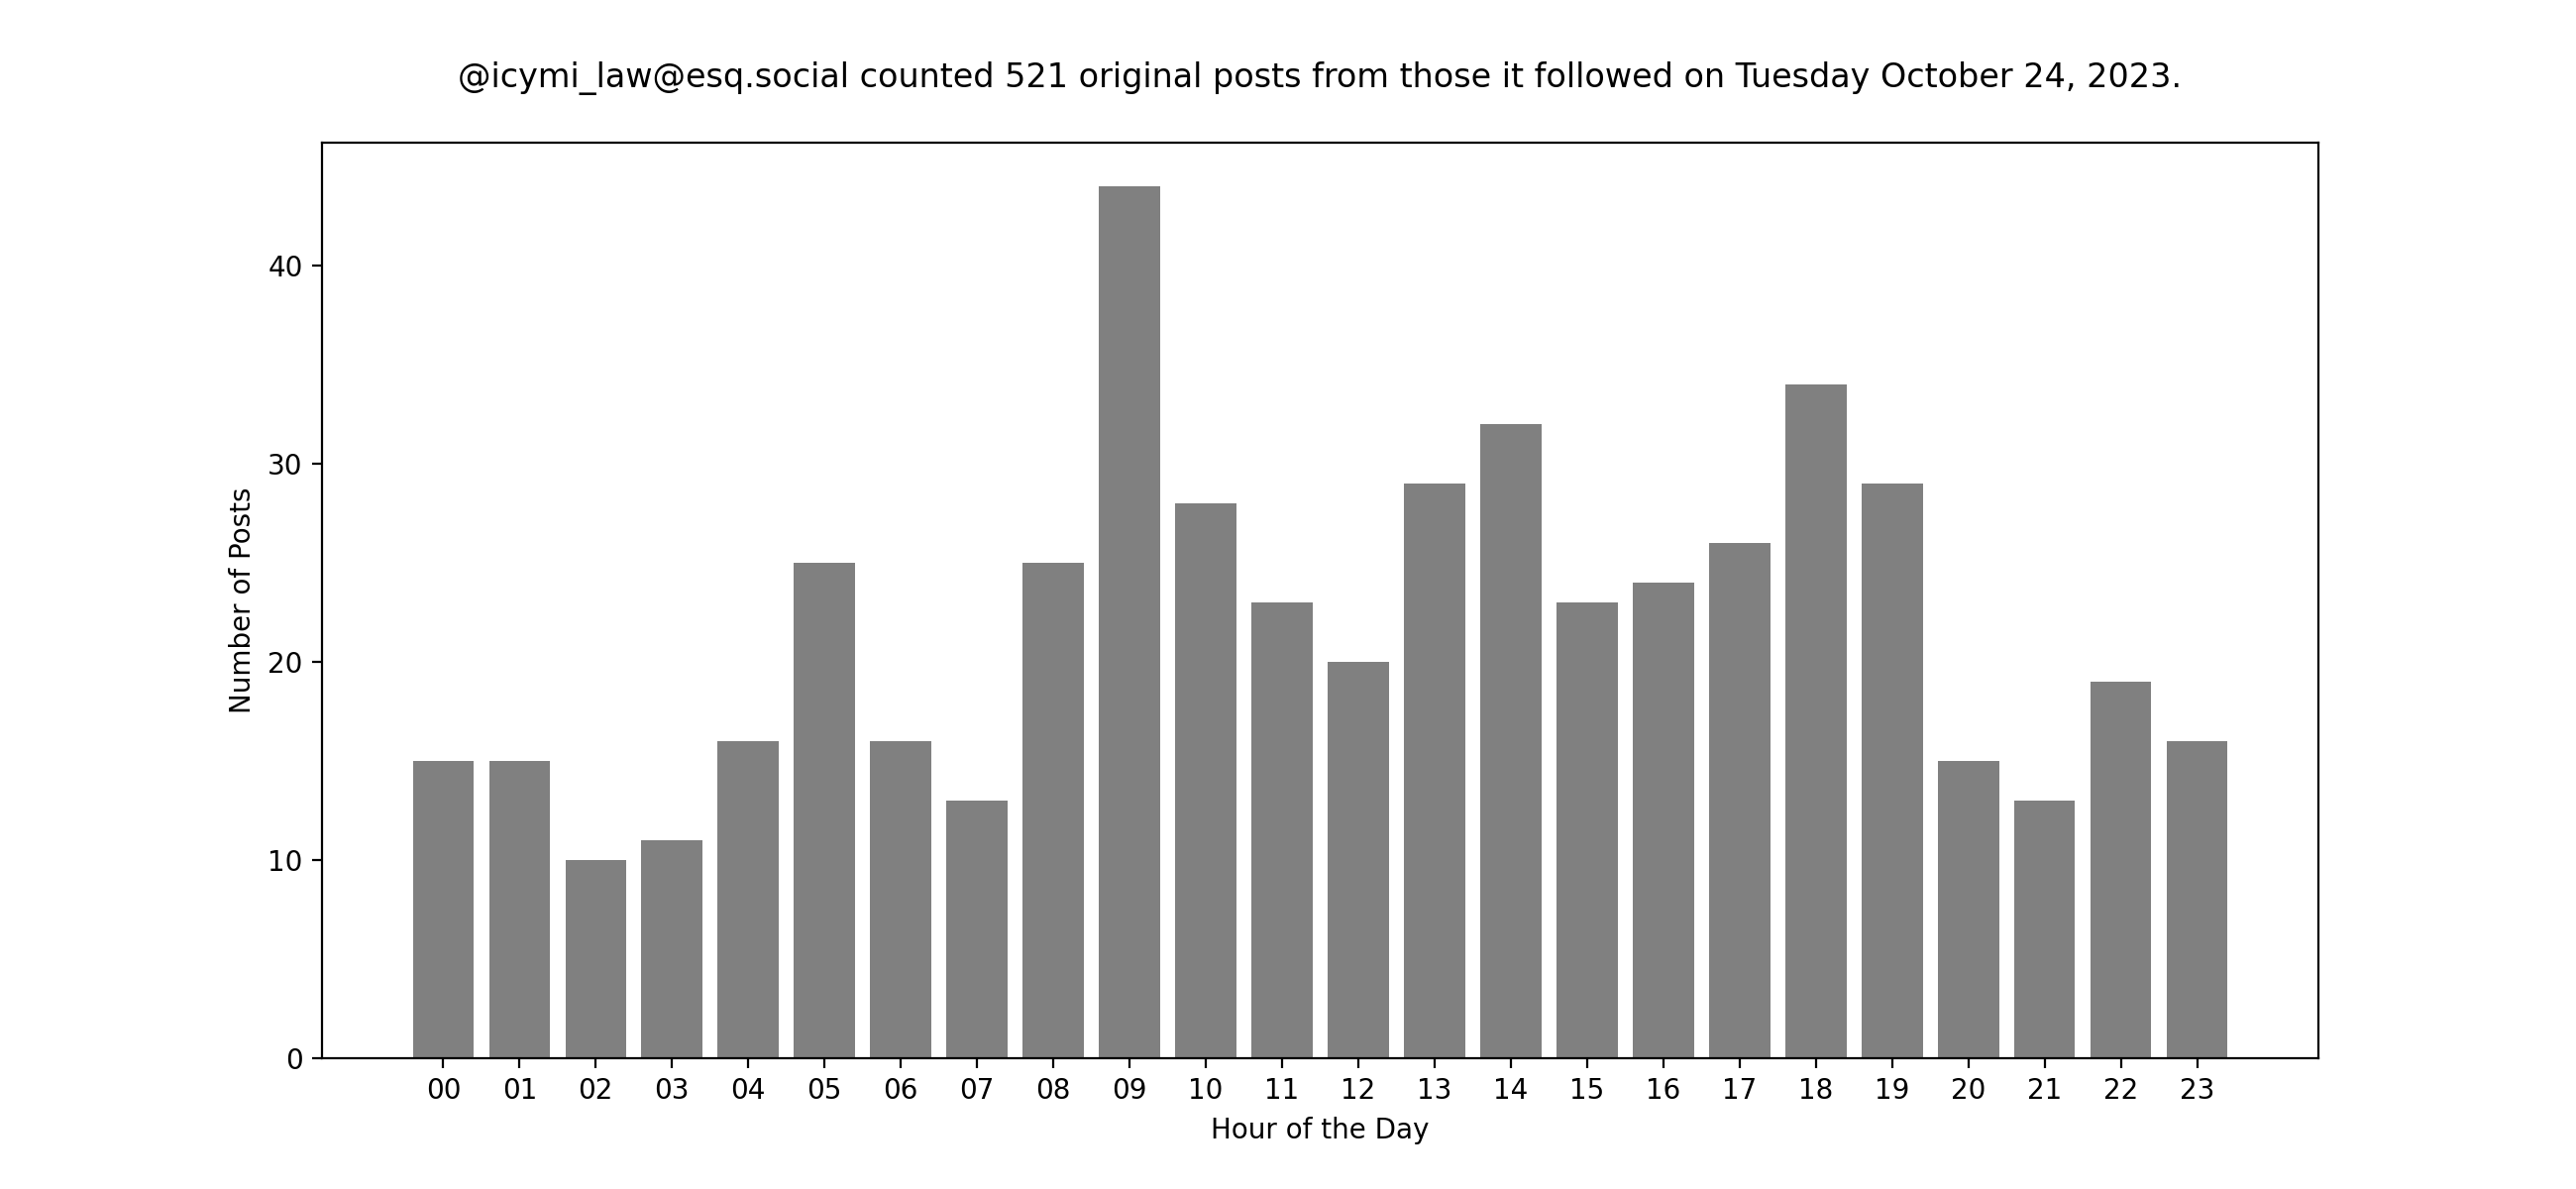 @icymi_law@esq.social counted 521 original posts from those it followed on Tuesday October 24, 2023.
Number of Posts
40
30
20
10
0
00 01 02 03 04 05 06 07 08 09 10 11 12 13 14 15 16 17 18 19 20 21 22 23
Hour of the Day